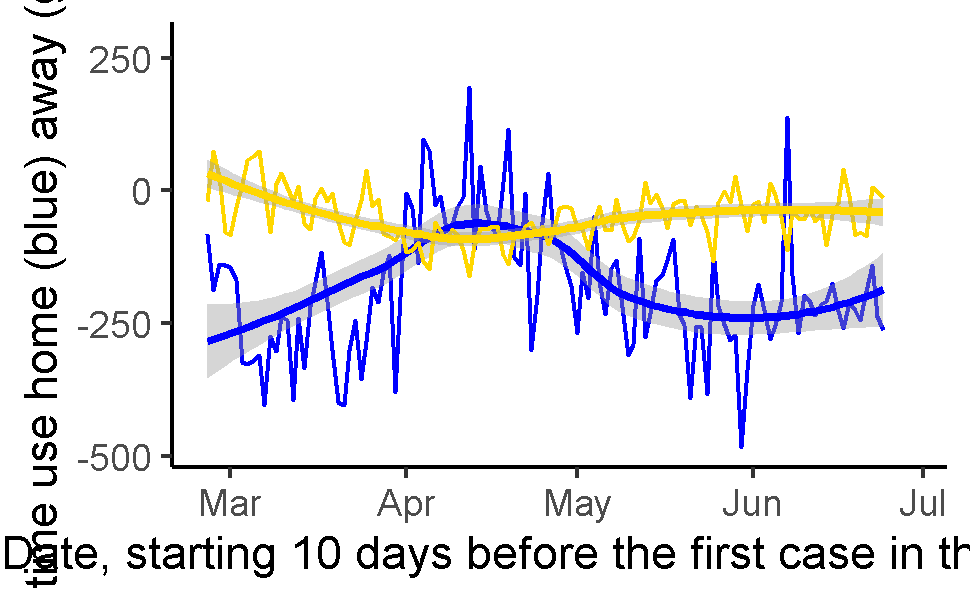 time use home (blue) away (
250
0
-250
-500
Mar Apr May Jun Jul
Date, starting 10 days before the first case in th